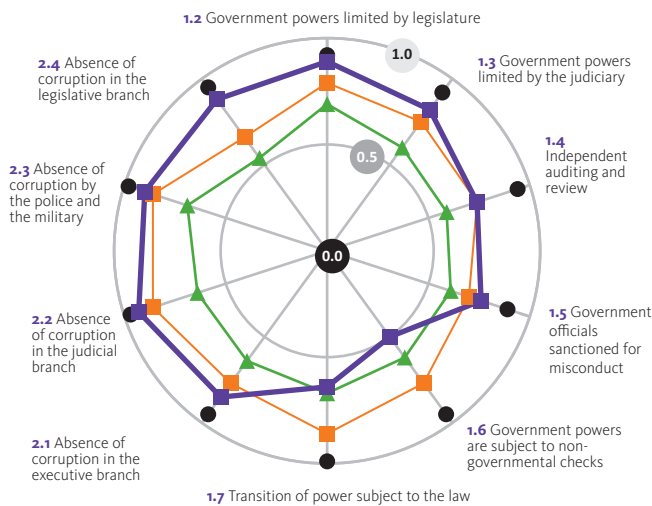 1.2 Government powers limited by legislature
1.0
1.3 Government powers
limited by the judiciary
2.4 Absence of
corruption in the
legislative branch
1.4
Independent
auditing and
review
0.5
2.3 Absence of
corruption by
the police and
the military
0.0
1.5 Government
officials
sanctioned for
misconduct
2.2 Absence
of corruption
in the judicial
branch
1.6 Government powers
are subject to non-
governmental checks
2.1 Absence of
corruption in the
executive branch
1.7 Transition of power subject to the law